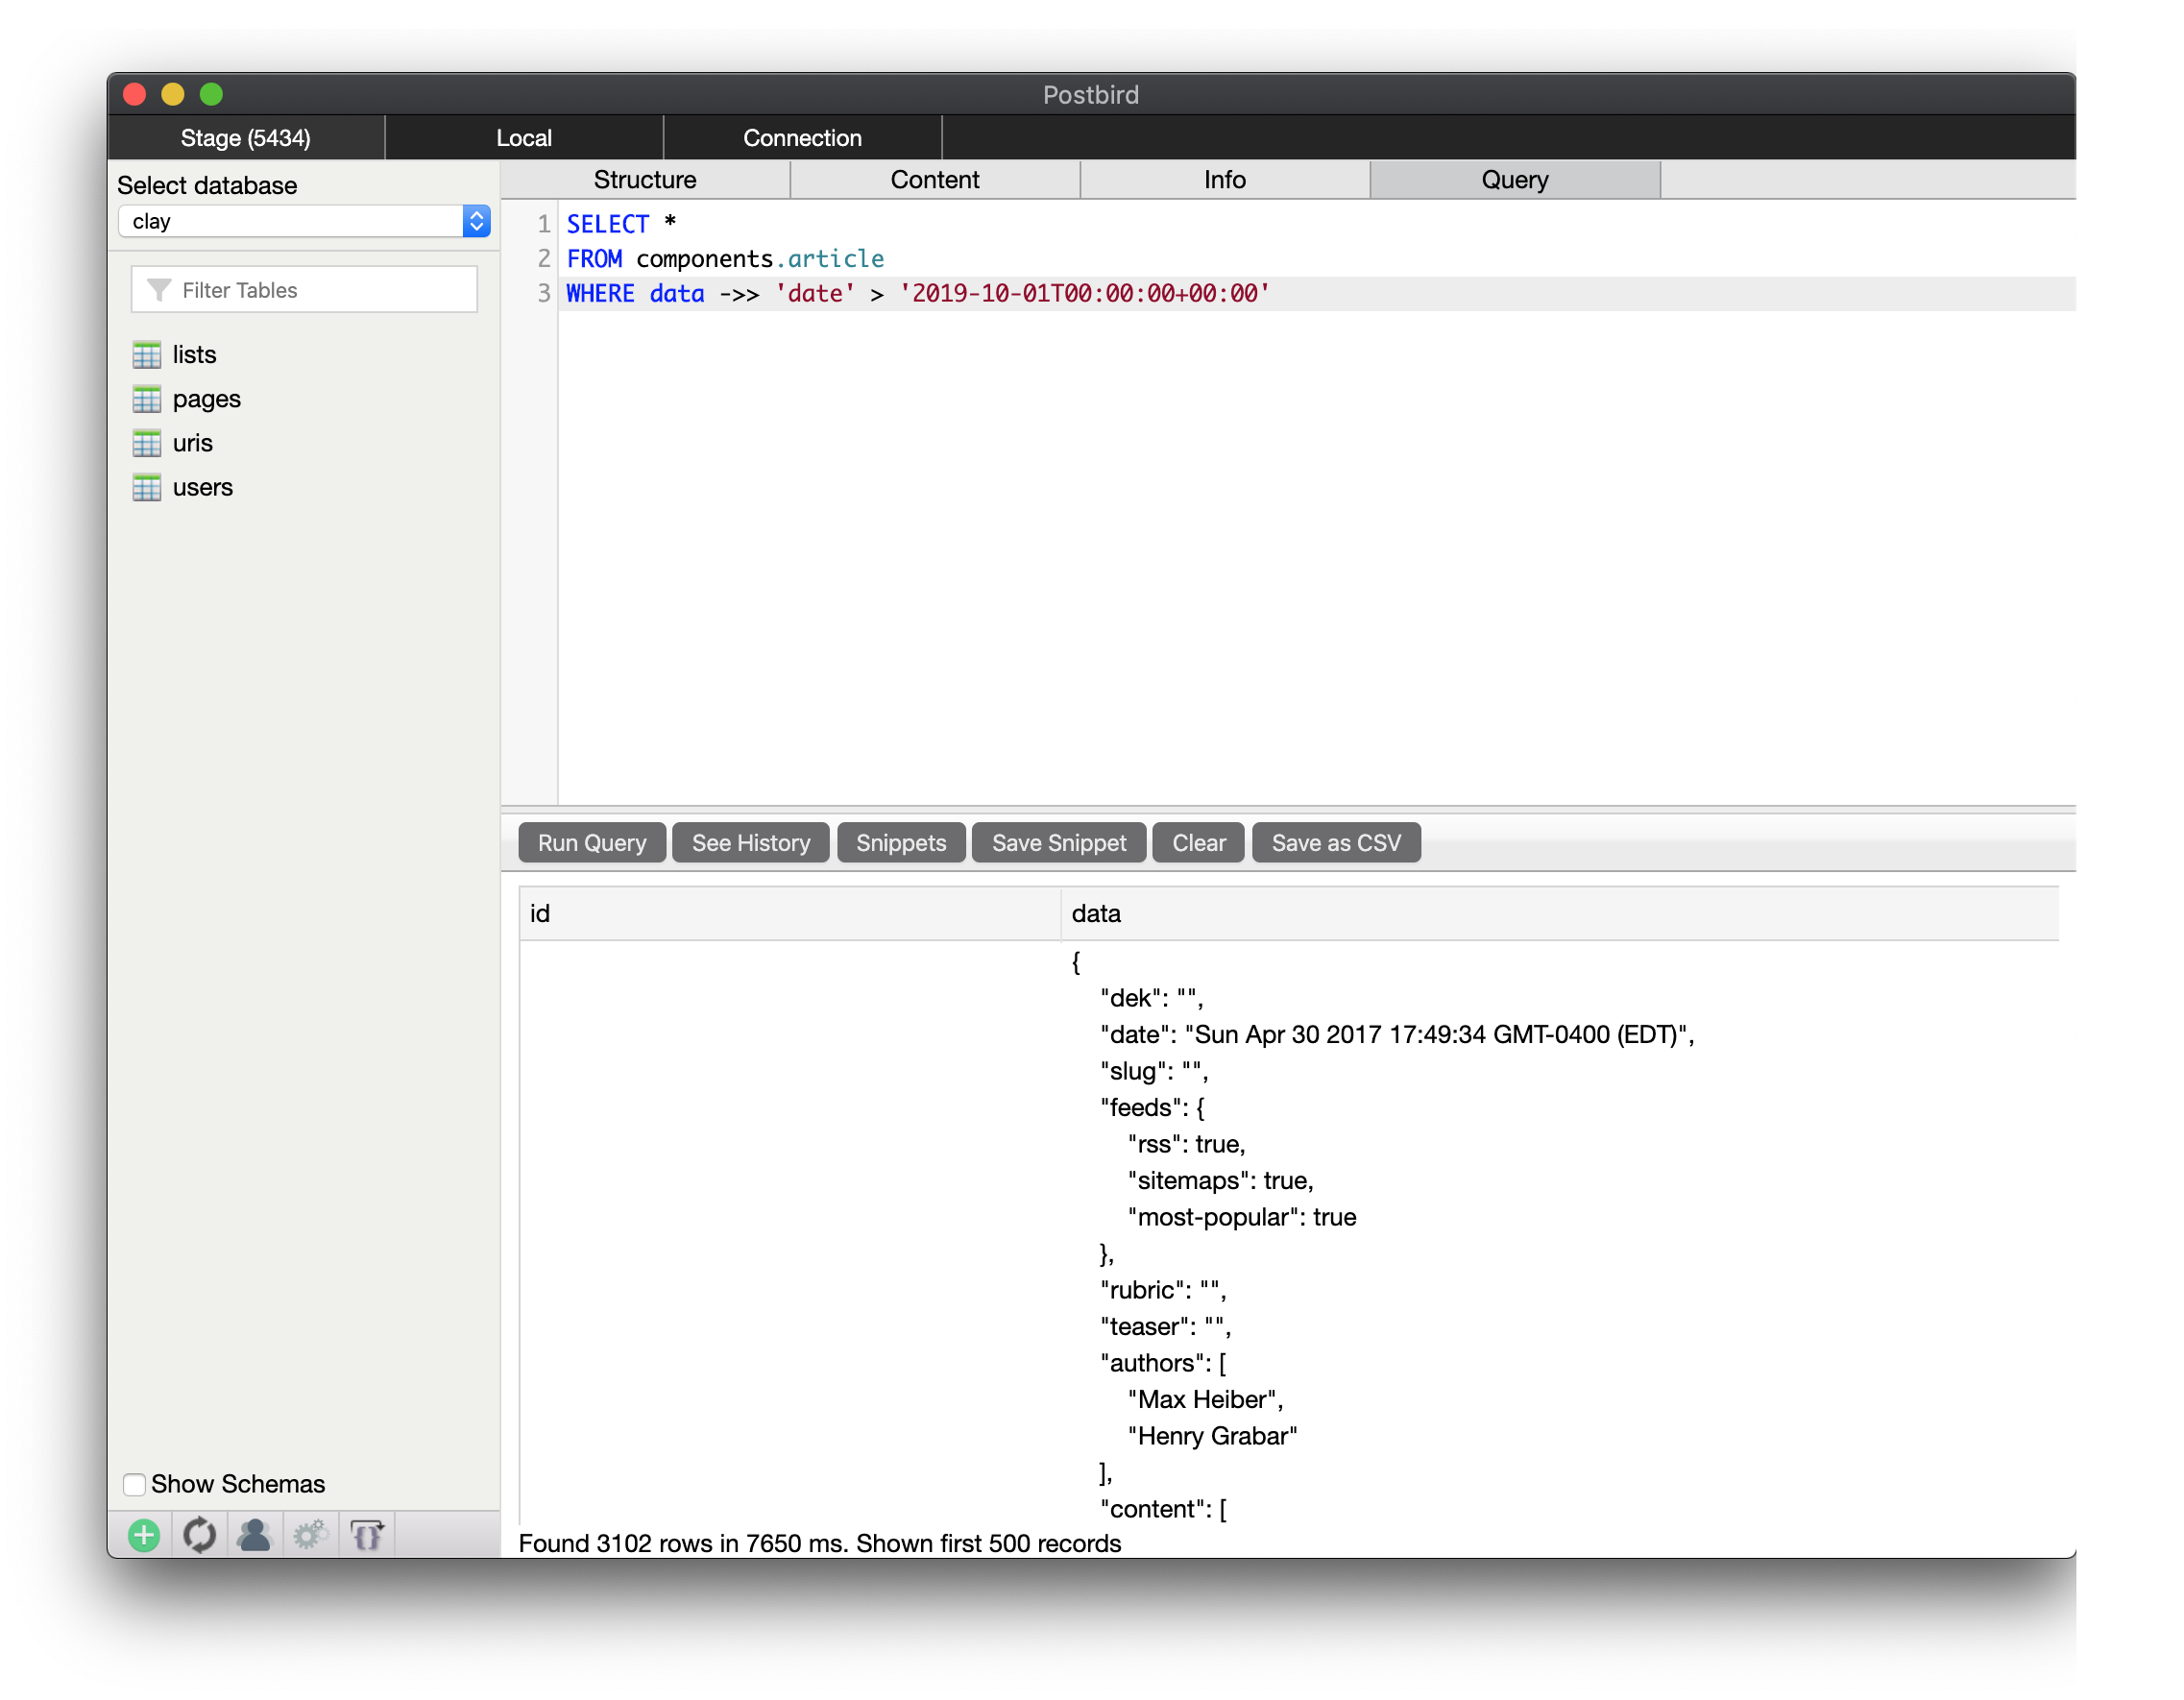 Postbird
Stage (5434) Local Connection
Select database
clay
Filter Tables
lists
pages
uris
users
Show Schemas
Structure Content Info Query
1 SELECT *
2 FROM components.article
3 WHERE data ->> 'date' > '2019-10-01T00:00:00+00:00'
Run Query See History Snippets Save Snippet Clear Save as CSV
id data
{
"dek": "",
"date": "Sun Apr 30 2017 17:49:34 GMT-0400 (EDT)",
"slug": "",
"feeds": {
"rss": true,
"sitemaps": true,
"most-popular": true
},
"rubric": "",
"teaser": "",
"authors": [
"Max Heiber",
"Henry Grabar"
],
"content": [
Found 3102 rows in 7650 ms. Shown first 500 records